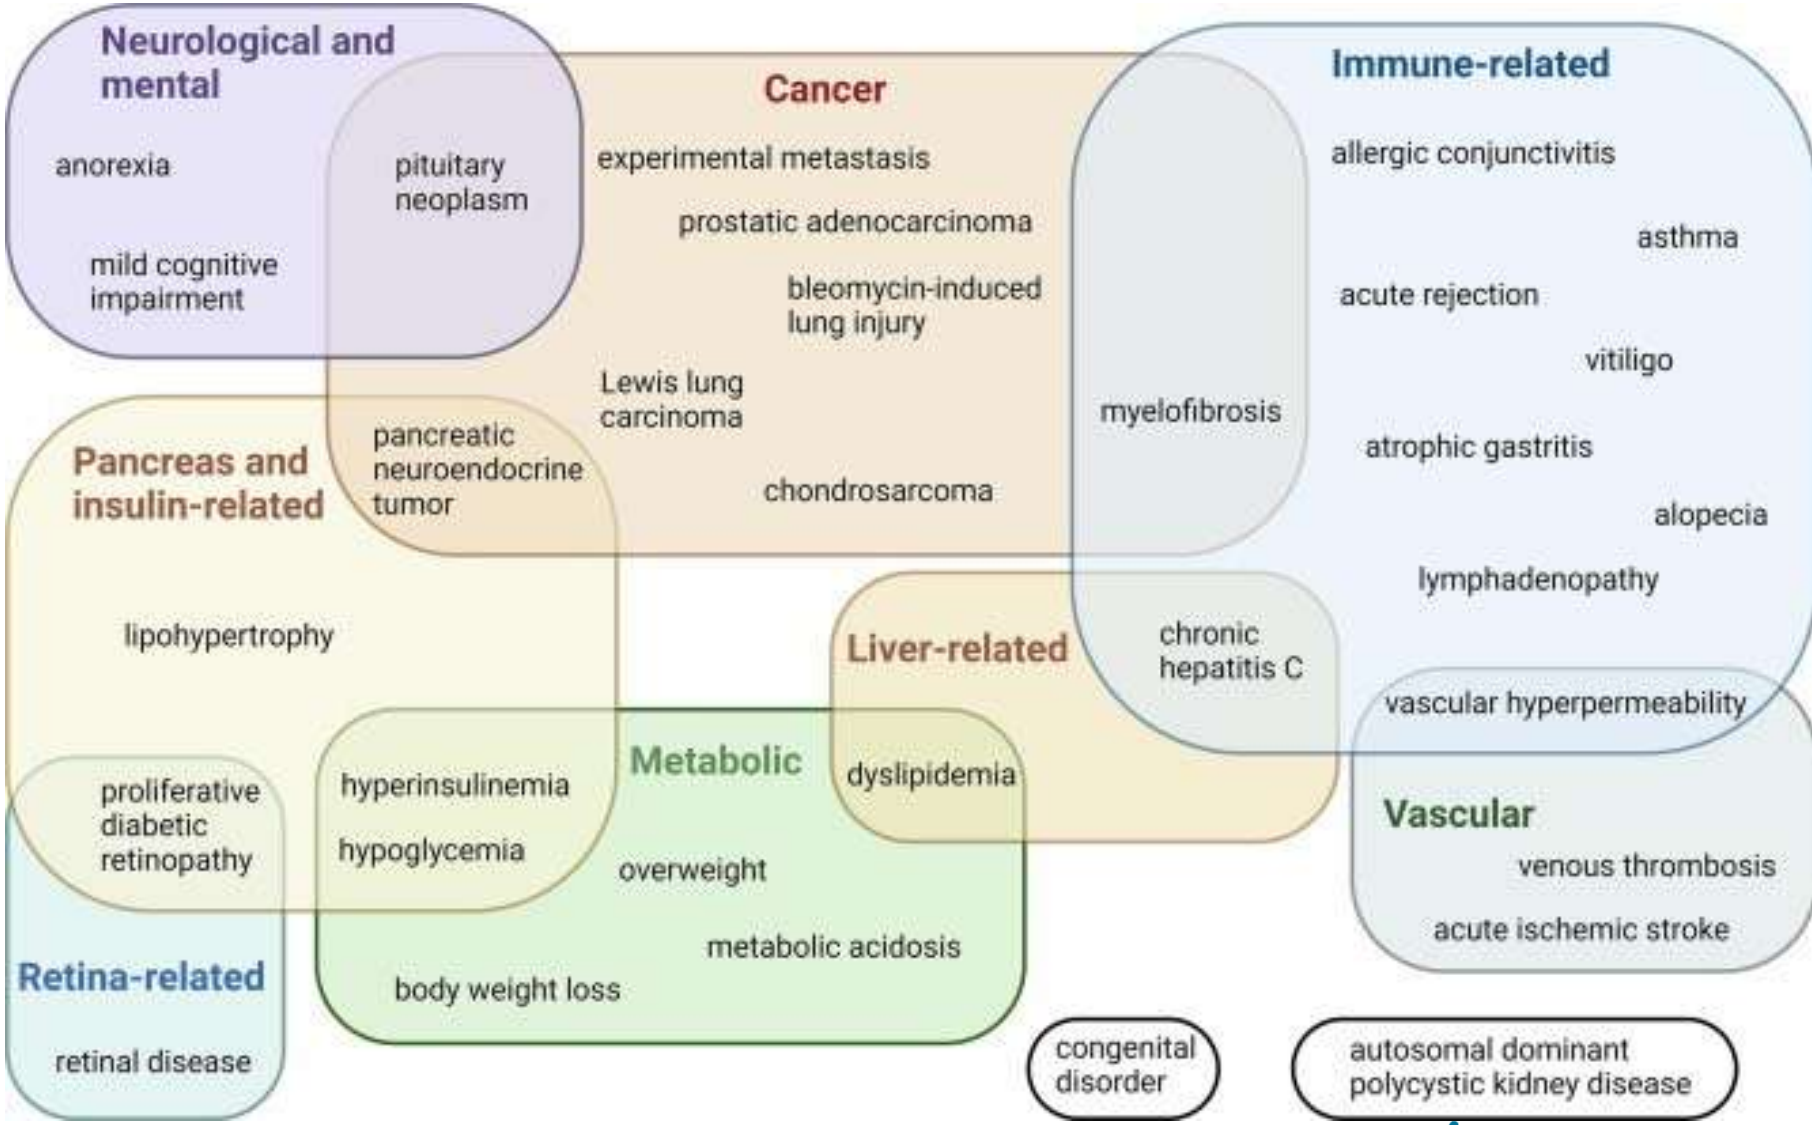 Neurological and
mental
anorexia
mild cognitive
impairment
pituitary
neoplasm
Cancer
experimental metastasis
prostatic adenocarcinoma
bleomycin-induced
lung injury
Lewis lung
carcinoma
chondrosarcoma
myelofibrosis
Immune-related
allergic conjunctivitis
asthma
acute rejection
vitiligo
atrophic gastritis
alopecia
lymphadenopathy
Pancreas and
insulin-related
pancreatic
neuroendocrine
tumor
lipohypertrophy
Liver-related
chronic
hepatitis C
vascular hyperpermeability
proliferative
diabetic
retinopathy
hyperinsulinemia
hypoglycemia
Metabolic
dyslipidemia
overweight
metabolic acidosis
body weight loss
Vascular
venous thrombosis
acute ischemic stroke
Retina-related
retinal disease
congenital
disorder
autosomal dominant
polycystic kidney disease